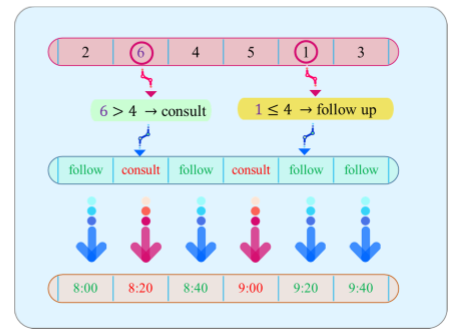 2 6 4 5 1 3
6 > 4 → consult 1 ≤ 4 → follow up
follow consult follow consult follow follow
8:00 8:20 8:40 9:00 9:20 9:40